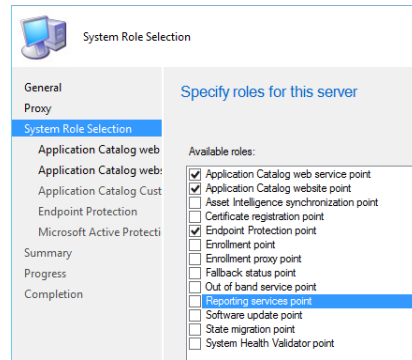 System Role Selection
General
Proxy
System Role Selection
Application Catalog web
Application Catalog webs
Application Catalog Cust
Endpoint Protection
Microsoft Active Protecti
Summary
Progress
Completion
Specify roles for this server
Available roles:
Application Catalog web service point
Application Catalog website point
Asset Intelligence synchronization point
Certificate registration point
Endpoint Protection point
Enrollment point
Enrollment proxy point
Fallback status point
Out of band service point
Reporting services point
Software update point
State migration point
System Health Validator point